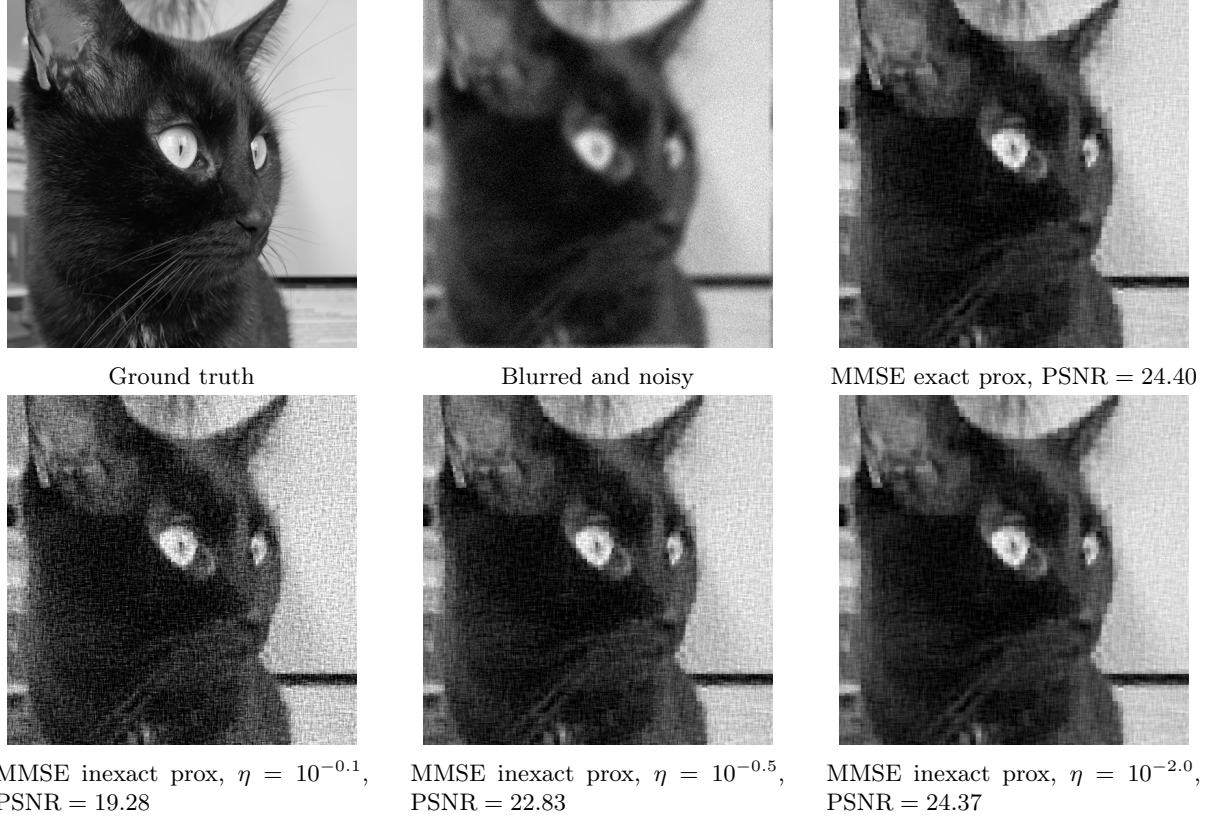 Ground truth
Blurred and noisy
MMSE exact prox, PSNR = 24.40
MMSE inexact prox, η = 10^{−0.1},
PSNR = 19.28
MMSE inexact prox, η = 10^{−0.5},
PSNR = 22.83
MMSE inexact prox, η = 10^{−2.0},
PSNR = 24.37